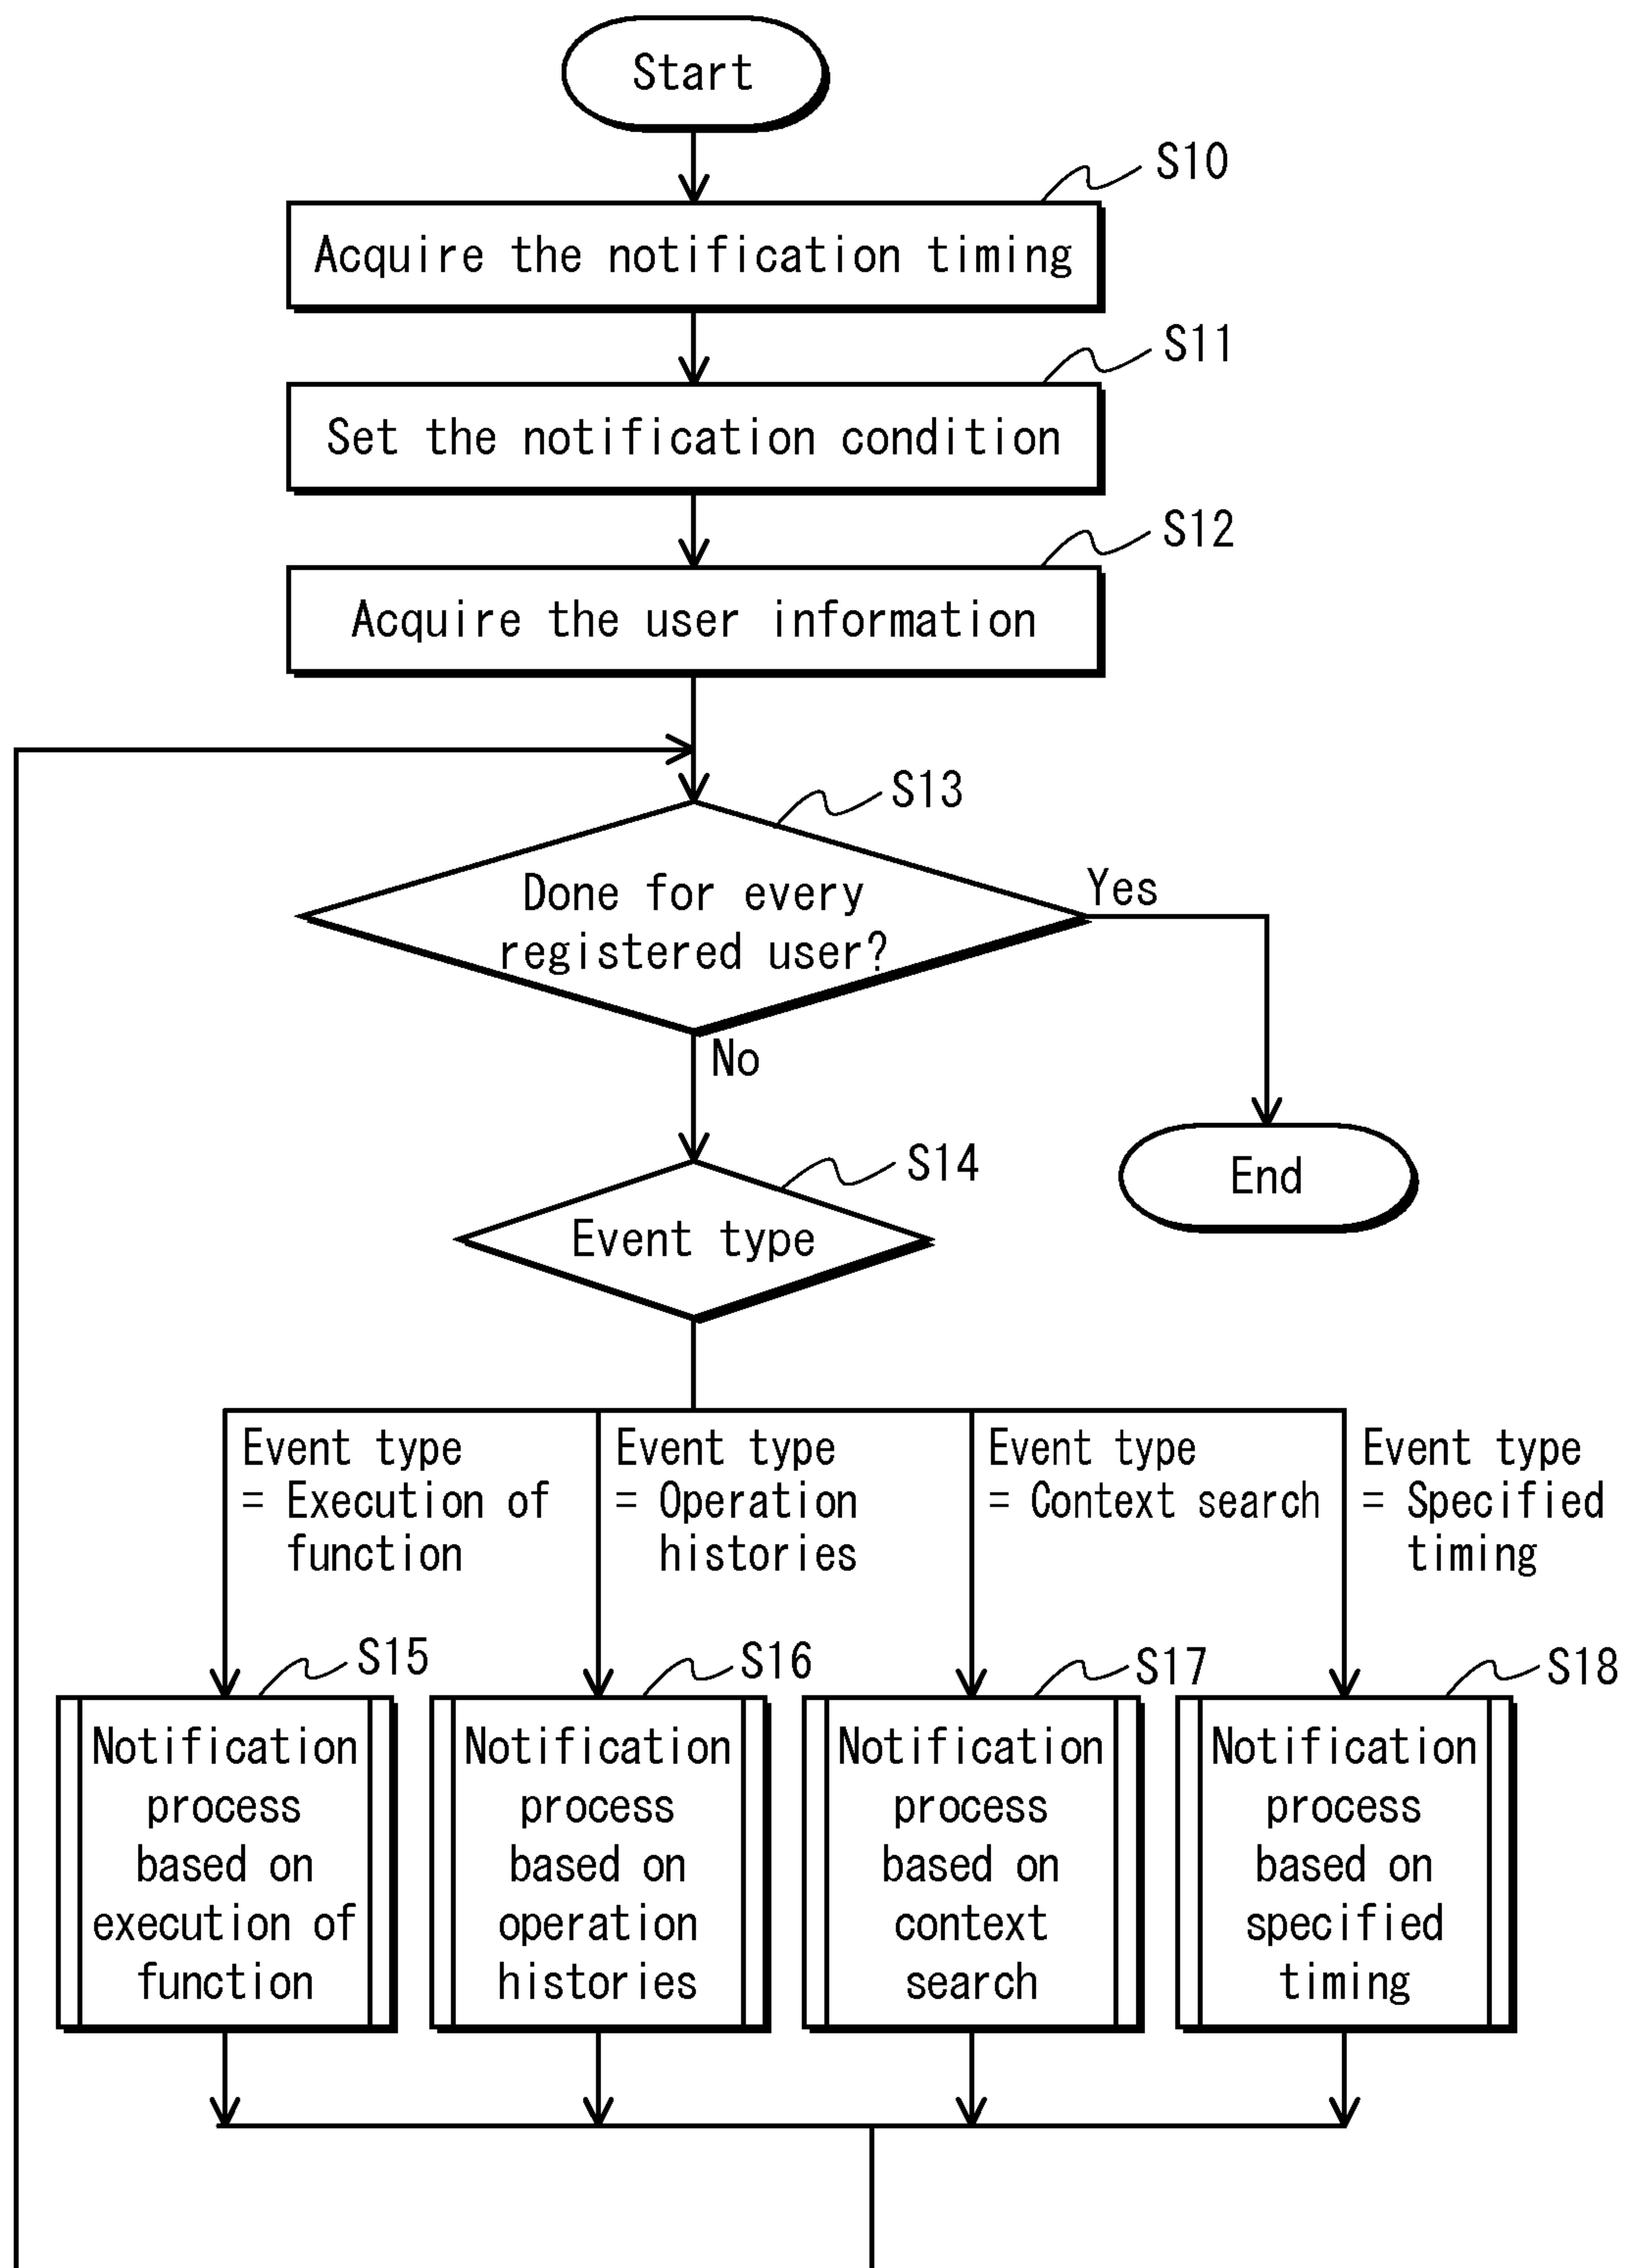 Start
S10
Acquire the notification timing
S11
Set the notification condition
S12
Acquire the user information
S13
Done for every
registered user?
Yes
No
S14
Event type
End
Event type
= Execution of
function
Event type
= Operation
histories
Event type
= Context search
Event type
= Specified
timing
S15
Notification
process
based on
execution of
function
S16
Notification
process
based on
operation
histories
S17
Notification
process
based on
context
search
S18
Notification
process
based on
specified
timing